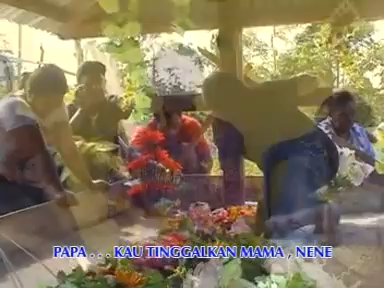 PAPA . . . KAU TINGGALKAN MAMA , NENE